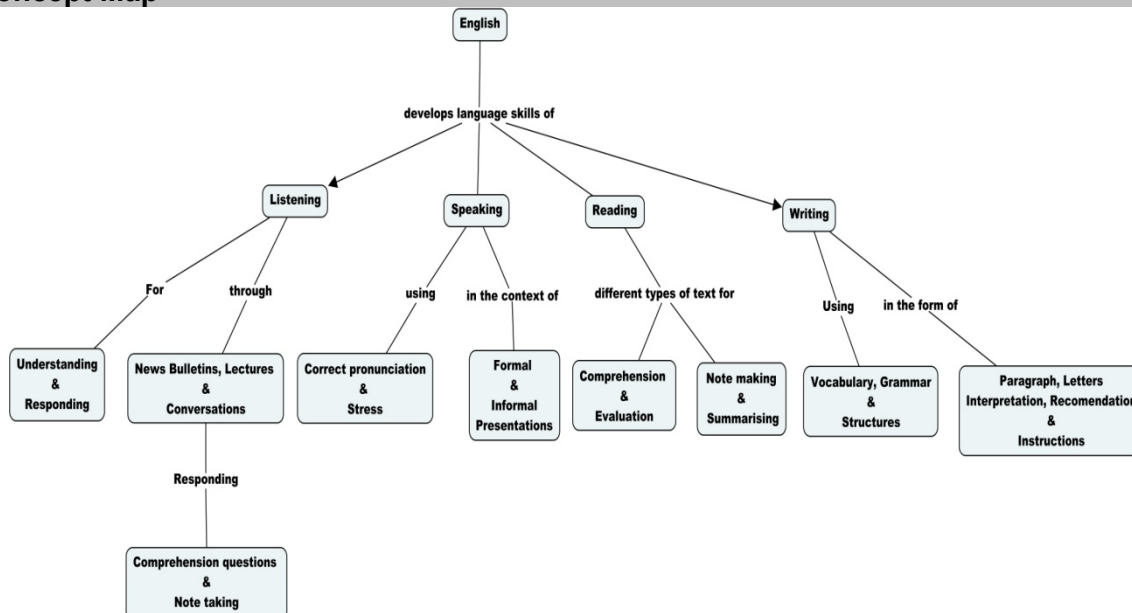 English
develops language skills of
Listening
Speaking
Reading
Writing
For
through
using
in the context of
different types of text for
Using
in the form of
Understanding
&
Responding
News Bulletins, Lectures
&
Conversations
Correct pronunciation
&
Stress
Formal
&
Informal
Presentations
Comprehension
&
Evaluation
Note making
&
Summarising
Vocabulary, Grammar
&
Structures
Paragraph, Letters
Interpretation, Recomendation
&
Instructions
Responding
Comprehension questions
&
Note taking